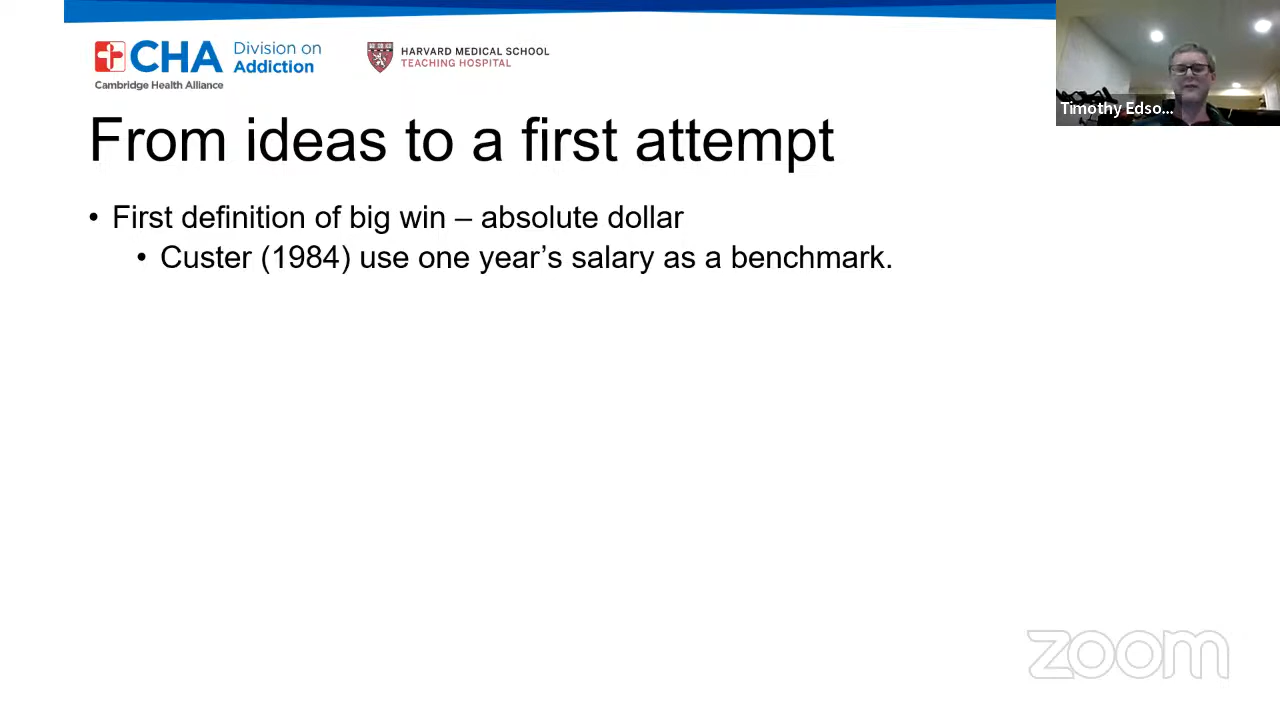 CHA Division on Addiction
Cambridge Health Alliance
HARVARD MEDICAL SCHOOL
TEACHING HOSPITAL
Timothy Edso...
From ideas to a first attempt
• First definition of big win – absolute dollar
• Custer (1984) use one year’s salary as a benchmark.
zoom